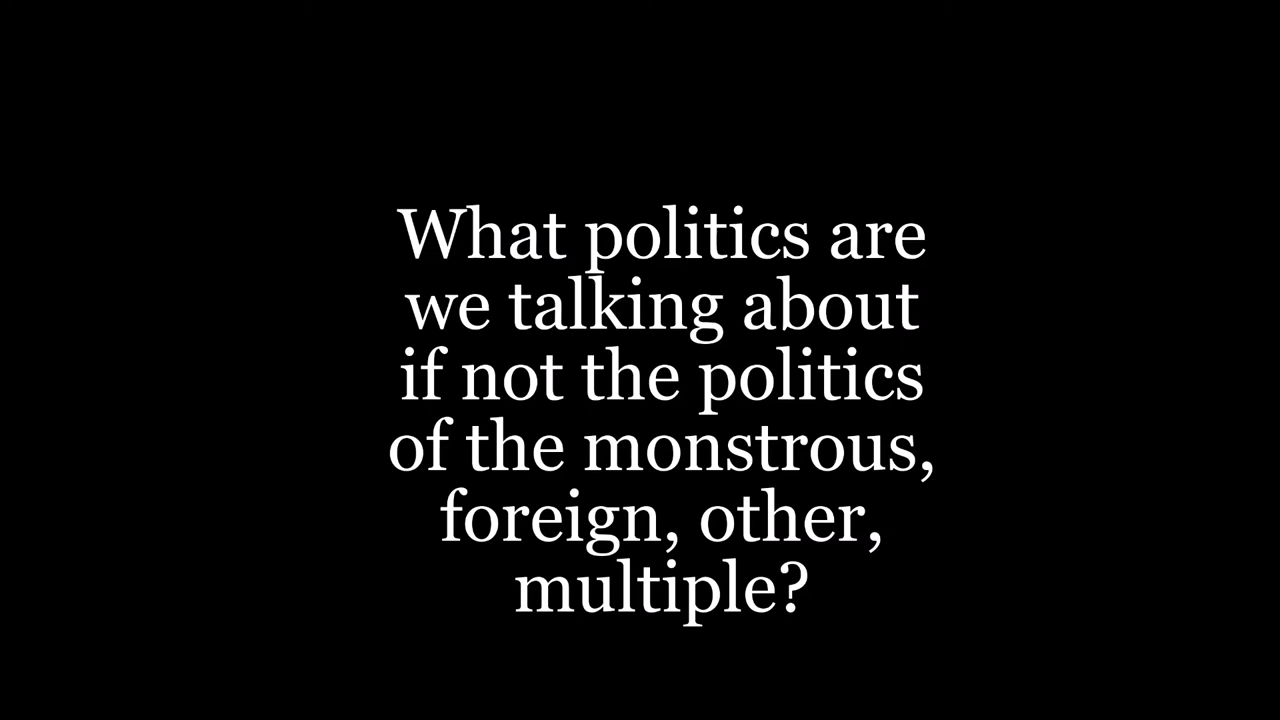 What politics are
we talking about
if not the politics
of the monstrous,
foreign, other,
multiple?